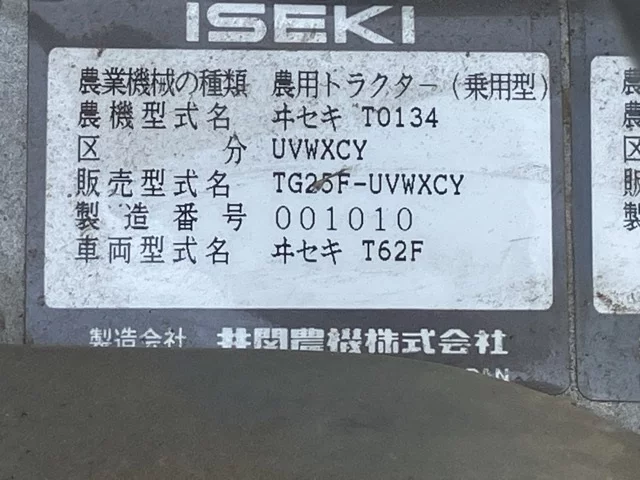 ISEKI
農業機械の種類 農用トラクター(乗用型)
農機型式名 ヰセキ T0134
区分 UVWXCY
販売型式名 TG25F-UVWXCY
製造番号 001010
車両型式名 ヰセキ T62F
製造会社 井関農機株式会社